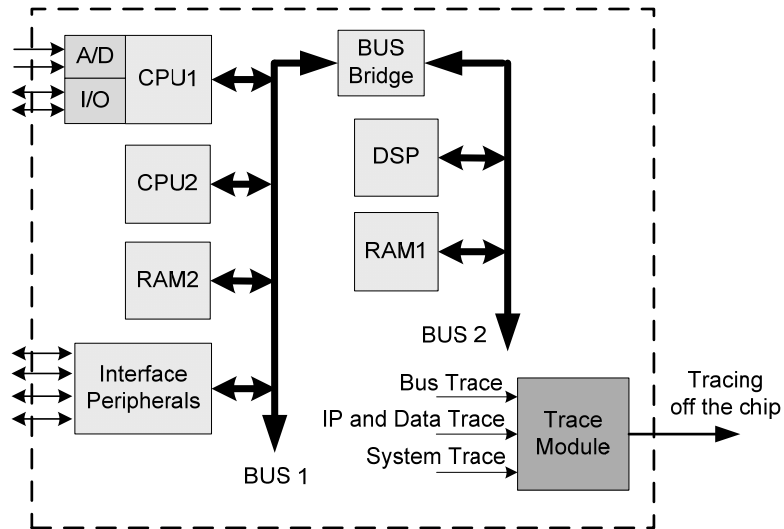 A/D
I/O
CPU1
BUS
Bridge
CPU2
DSP
RAM2
RAM1
Interface
Peripherals
BUS 1
BUS 2
Bus Trace
IP and Data Trace
System Trace
Trace
Module
Tracing
off the chip